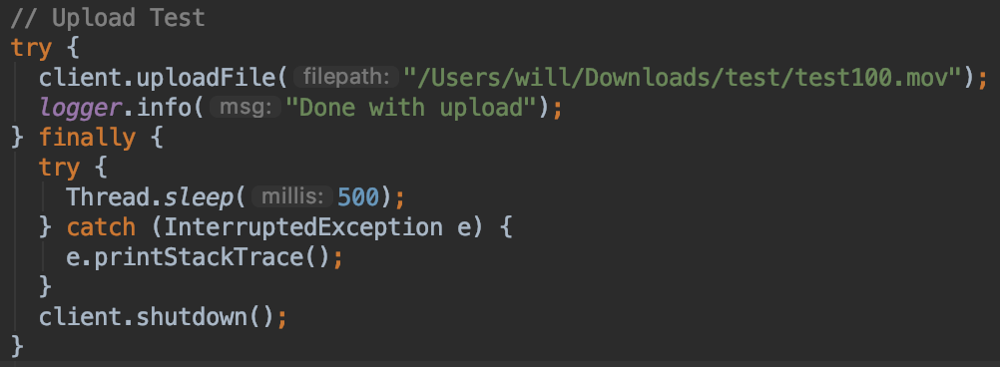 // Upload Test
try {
client.uploadFile( filepath: "/Users/will/Downloads/test/test100.mov");
logger.info( msg: "Done with upload");
} finally {
try {
Thread.sleep( millis: 500);
} catch (InterruptedException e) {
e.printStackTrace();
}
client.shutdown();
}